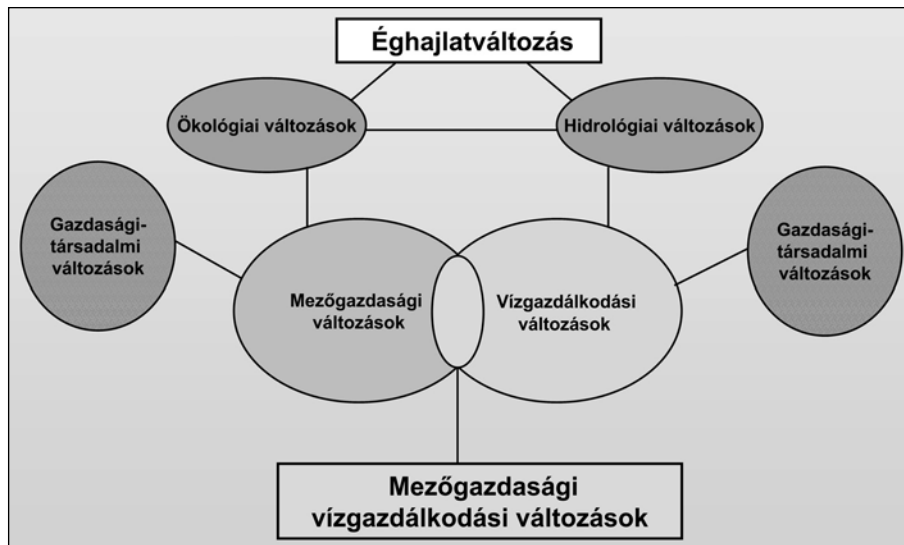 Éghajlatváltozás
Ökológiai változások
Hidrológiai változások
Gazdasági-
társadalmi
változások
Gazdasági-
társadalmi
változások
Mezőgazdasági
változások
Vízgazdálkodási
változások
Mezőgazdasági
vízgazdálkodási változások